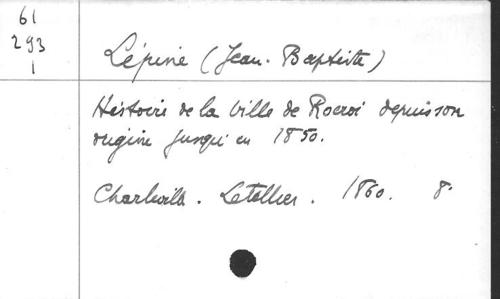 61
293
1
Lépine (Jean-Baptiste)
Histoire de la Ville de Rocroi depuis son
origine jusqu'en 1850.
Charleville. Letellier. 1860. 8°